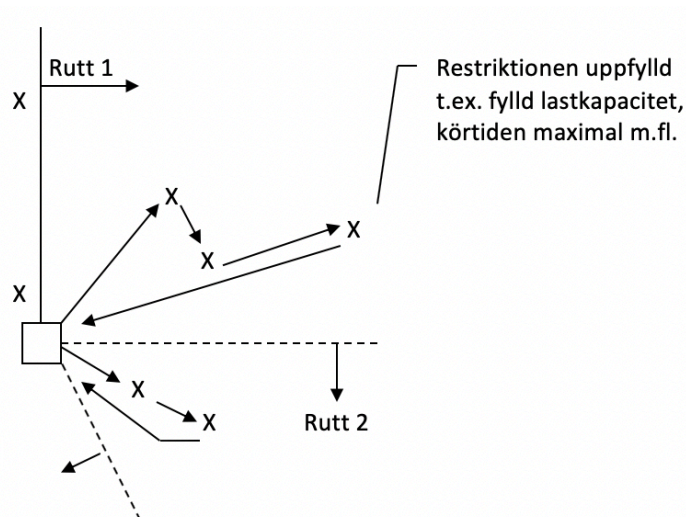 Rutt 1
Restriktionen uppfylld
t.ex. fylld lastkapacitet,
körtiden maximal m.fl.
X
X
X
X
X
X
X
Rutt 2